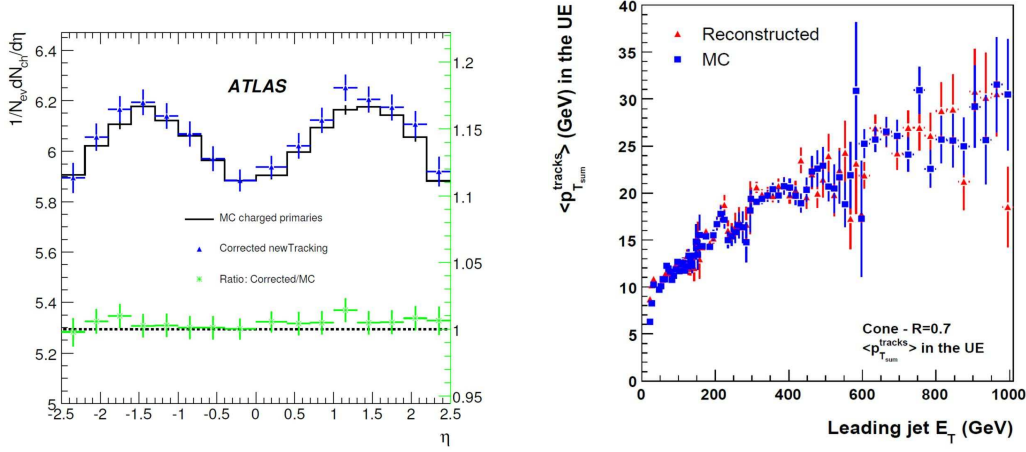 1/N_ev dN_ch/dη
6.4
6.2
6
5.8
5.6
5.4
5.2
5
1.2
1.15
1.1
1.05
1
0.95
ATLAS
MC charged primaries
Corrected newTracking
Ratio: Corrected/MC
-2.5 -2 -1.5 -1 -0.5 0 0.5 1 1.5 2 2.5
η
<p_T_sum^tracks> (GeV) in the UE
40
35
30
25
20
15
10
5
0
Reconstructed
MC
Cone - R=0.7
<p_T_sum^tracks> in the UE
0 200 400 600 800 1000
Leading jet E_T (GeV)